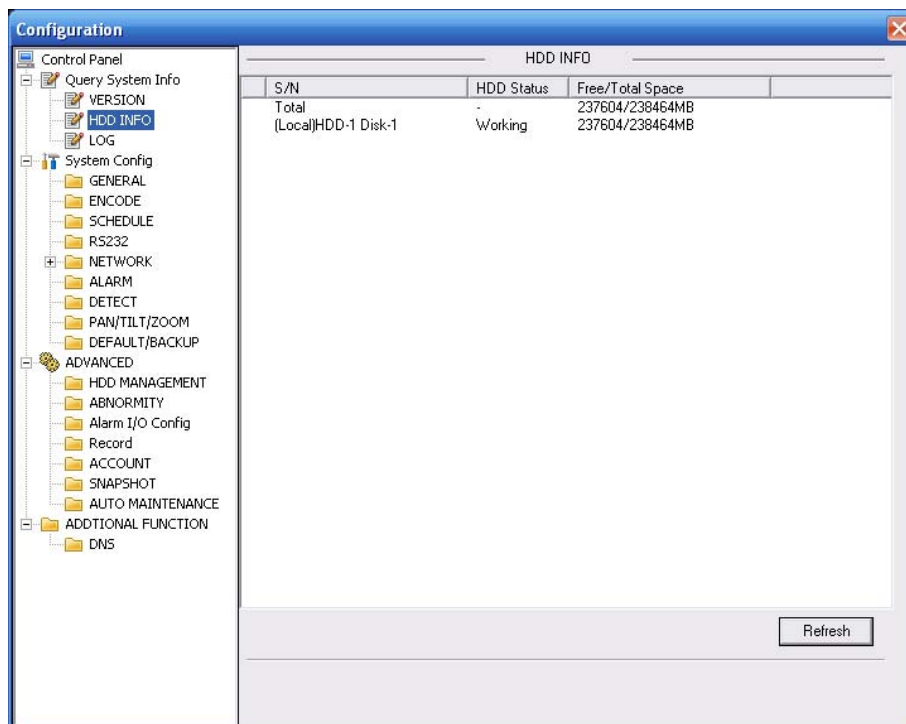 Configuration
Control Panel
Query System Info
VERSION
HDD INFO
LOG
System Config
GENERAL
ENCODE
SCHEDULE
RS232
NETWORK
ALARM
DETECT
PAN/TILT/ZOOM
DEFAULT/BACKUP
ADVANCED
HDD MANAGEMENT
ABNORMITY
Alarm I/O Config
Record
ACCOUNT
SNAPSHOT
AUTO MAINTENANCE
ADDTIONAL FUNCTION
DNS
HDD INFO
S/N HDD Status Free/Total Space
Total - 237604/238464MB
(Local)HDD-1 Disk-1 Working 237604/238464MB
Refresh